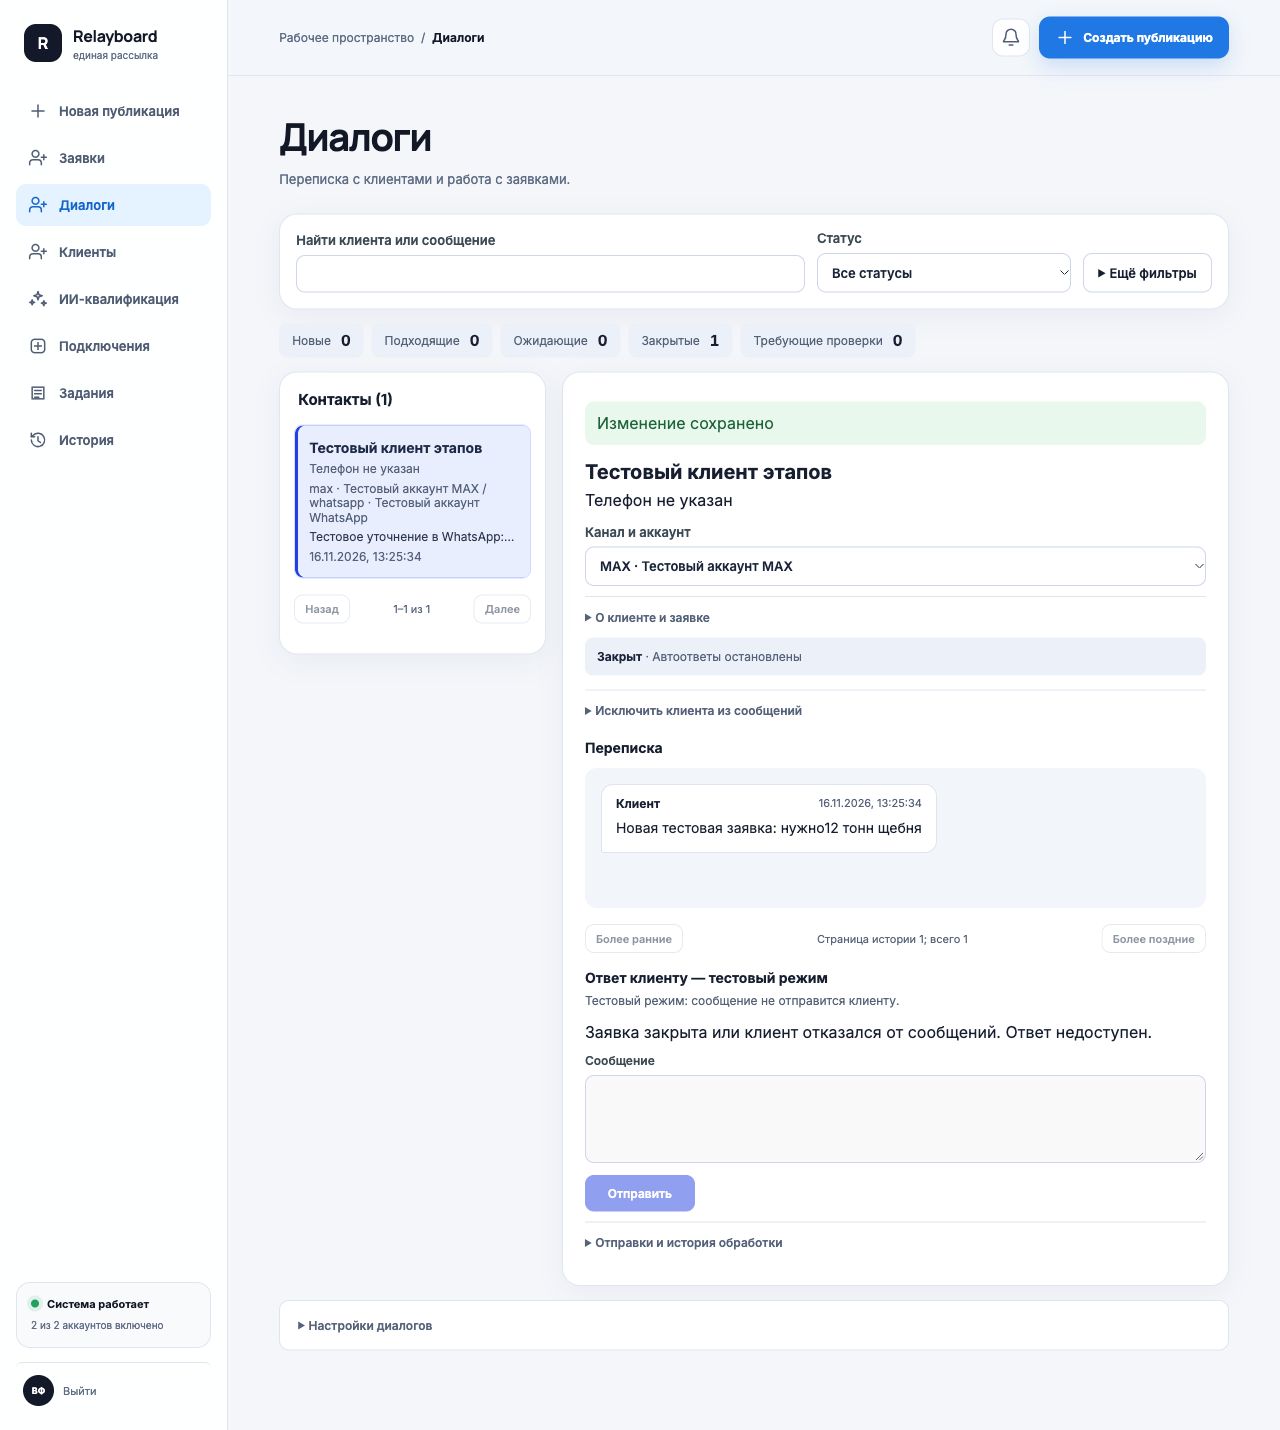 R
Relayboard
единая рассылка
Новая публикация
Заявки
Диалоги
Клиенты
ИИ-квалификация
Подключения
Задания
История
Система работает
2 из 2 аккаунтов включено
ВФ
Выйти
Рабочее пространство / Диалоги
Создать публикацию
Диалоги
Переписка с клиентами и работа с заявками.
Найти клиента или сообщение
Статус
Все статусы
Ещё фильтры
Новые 0
Подходящие 0
Ожидающие 0
Закрытые 1
Требующие проверки 0
Контакты (1)
Тестовый клиент этапов
Телефон не указан
max · Тестовый аккаунт MAX /
whatsapp · Тестовый аккаунт
WhatsApp
Тестовое уточнение в WhatsApp:...
16.11.2026, 13:25:34
Назад
1–1 из 1
Далее
Изменение сохранено
Тестовый клиент этапов
Телефон не указан
Канал и аккаунт
MAX · Тестовый аккаунт MAX
О клиенте и заявке
Закрыт · Автоответы остановлены
Исключить клиента из сообщений
Переписка
Клиент
16.11.2026, 13:25:34
Новая тестовая заявка: нужно12 тонн щебня
Более ранние
Страница истории 1; всего 1
Более поздние
Ответ клиенту — тестовый режим
Тестовый режим: сообщение не отправится клиенту.
Заявка закрыта или клиент отказался от сообщений. Ответ недоступен.
Сообщение
Отправить
Отправки и история обработки
Настройки диалогов